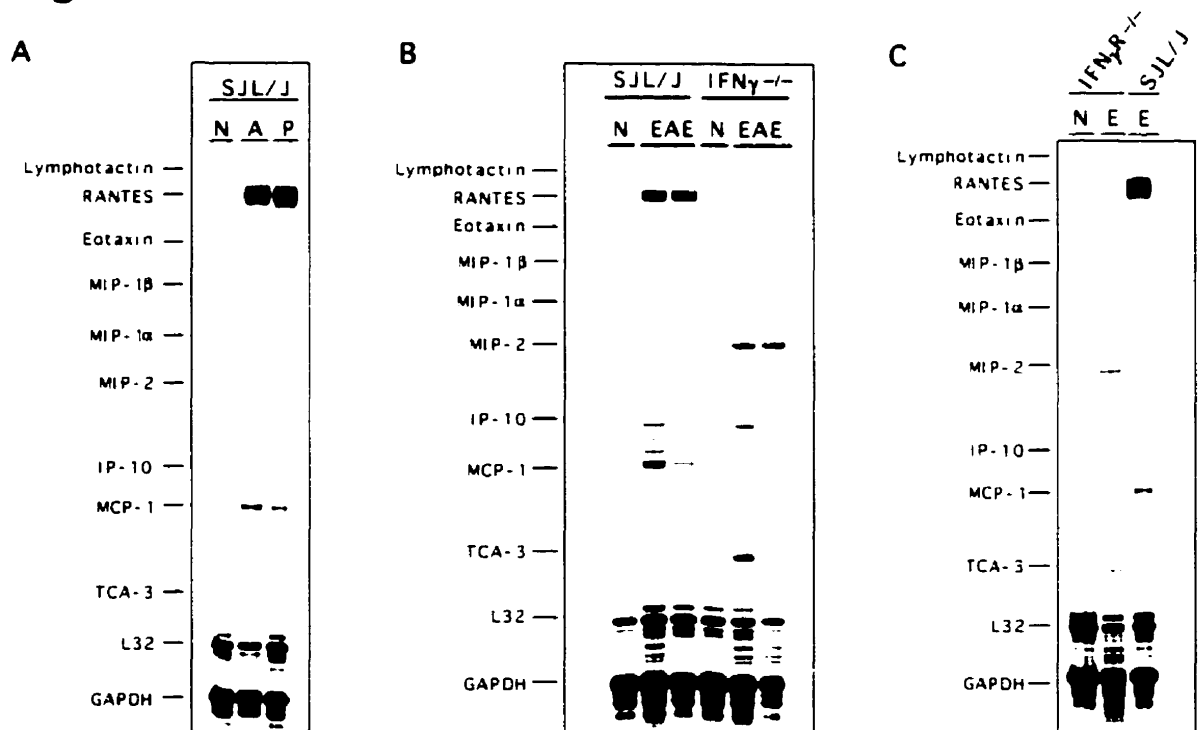 A
SJL/J
N A P
Lymphotactin
RANTES
Eotaxin
MIP-1β
MIP-1α
MIP-2
IP-10
MCP-1
TCA-3
L32
GAPDH
B
SJL/J IFNγ-/-
N EAE N EAE
Lymphotactin
RANTES
Eotaxin
MIP-1β
MIP-1α
MIP-2
IP-10
MCP-1
TCA-3
L32
GAPDH
C
IFNγR-/- SJL/J
N E E
Lymphotactin
RANTES
Eotaxin
MIP-1β
MIP-1α
MIP-2
IP-10
MCP-1
TCA-3
L32
GAPDH